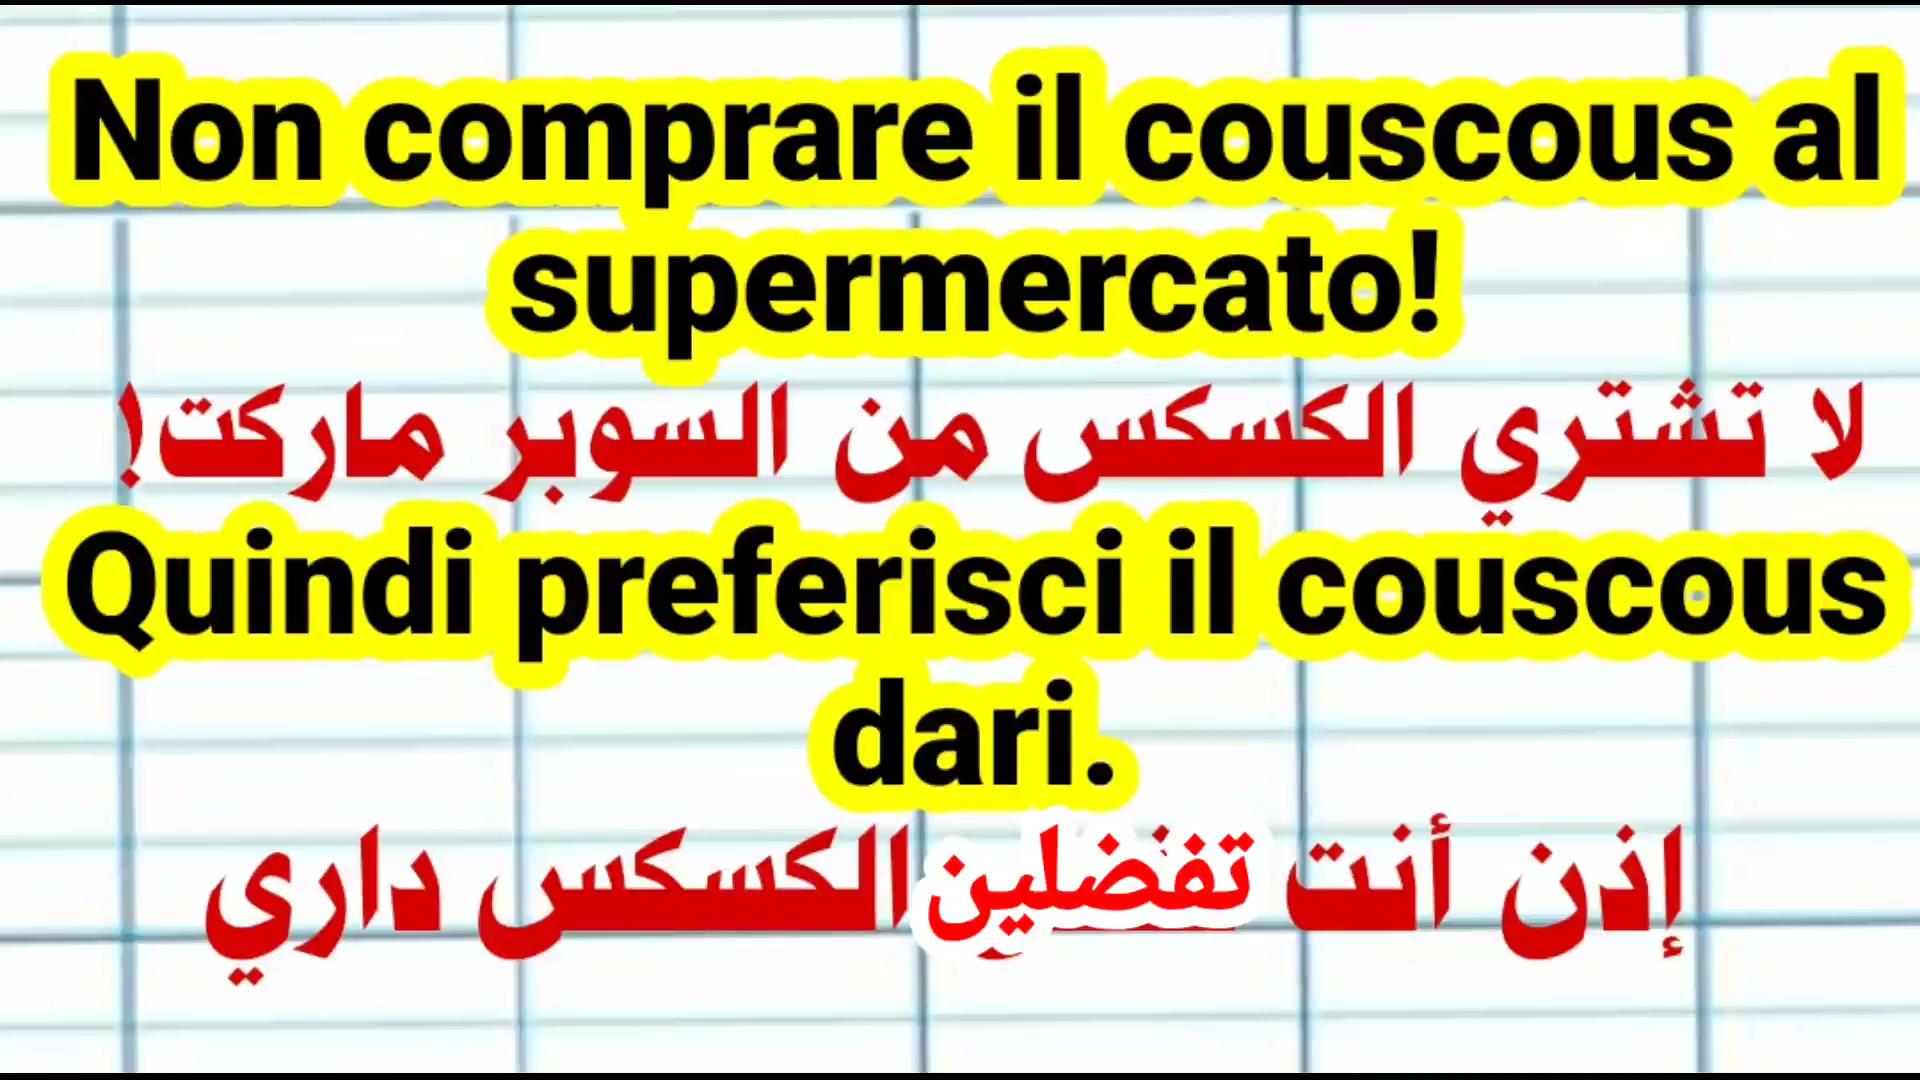 Non comprare il couscous al
supermercato!
لا تشتري الكسكس من السوبر ماركت!
Quindi preferisci il couscous
dari.
إذن أنت تفضلين الكسكس داري